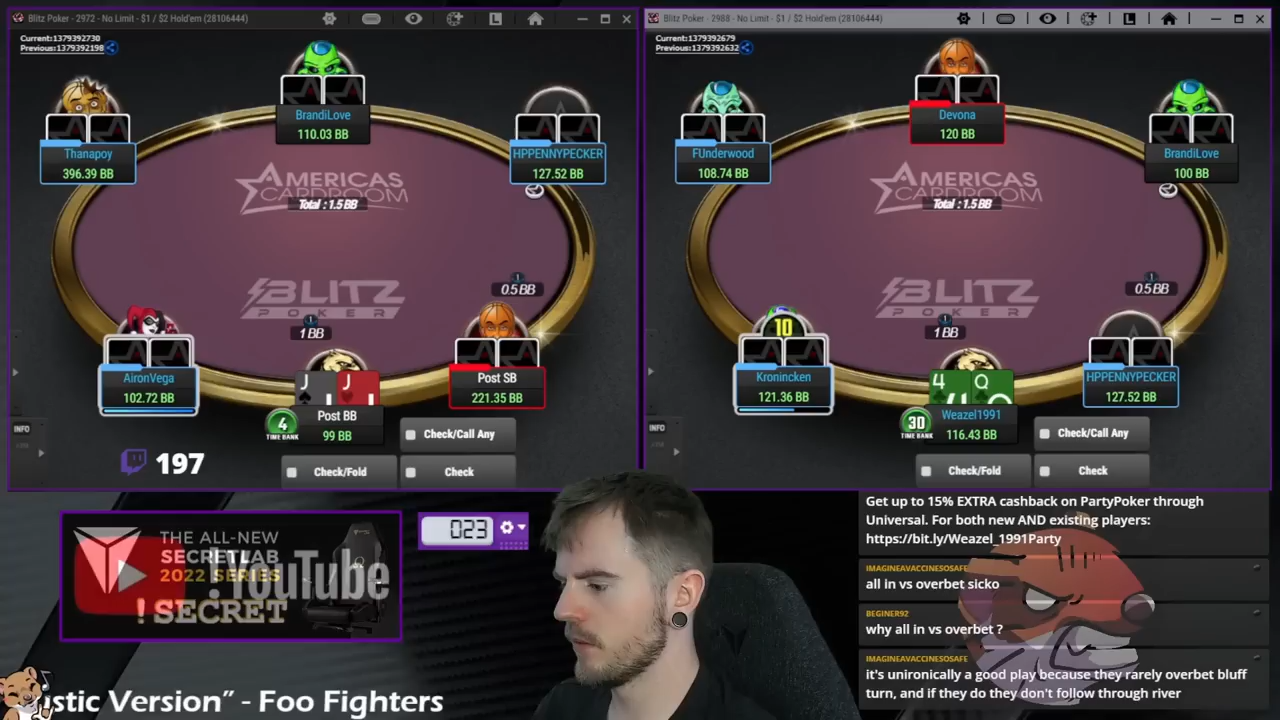 Blitz Poker - 2972 - No Limit - $1 / $2 Hold'em (28106444)
Current:1379392730
Previous:1379392198
BrandiLove
110.03 BB
Thanapoy
396.39 BB
HPPENNYPECKER
127.52 BB
AMERICAS
CARDROOM
Total : 1.5 BB
BLITZ
POKER
0.5 BB
1 BB
AironVega
102.72 BB
J J
Post BB
99 BB
4
TIME BANK
Post SB
221.35 BB
INFO
Check/Call Any
Check/Fold
Check
197
Blitz Poker - 2988 - No Limit - $1 / $2 Hold'em (28106444)
Current:1379392679
Previous:1379392632
Devona
120 BB
FUnderwood
108.74 BB
BrandiLove
100 BB
AMERICAS
CARDROOM
Total : 1.5 BB
BLITZ
POKER
0.5 BB
1 BB
10
Kronincken
121.36 BB
4 Q
Weazel1991
116.43 BB
30
TIME BANK
HPPENNYPECKER
127.52 BB
INFO
Check/Call Any
Check/Fold
Check
THE ALL-NEW
SECRETLAB
2022 SERIES
!YouTube
!SECRET
023
stic Version" - Foo Fighters
Get up to 15% EXTRA cashback on PartyPoker through
Universal. For both new AND existing players:
https://bit.ly/Weazel_1991Party
IMAGINEAVACCINESOSAFE
all in vs overbet sicko
BEGINER92
why all in vs overbet ?
IMAGINEAVACCINESOSAFE
it's unironically a good play because they rarely overbet bluff
turn, and if they do they don't follow through river